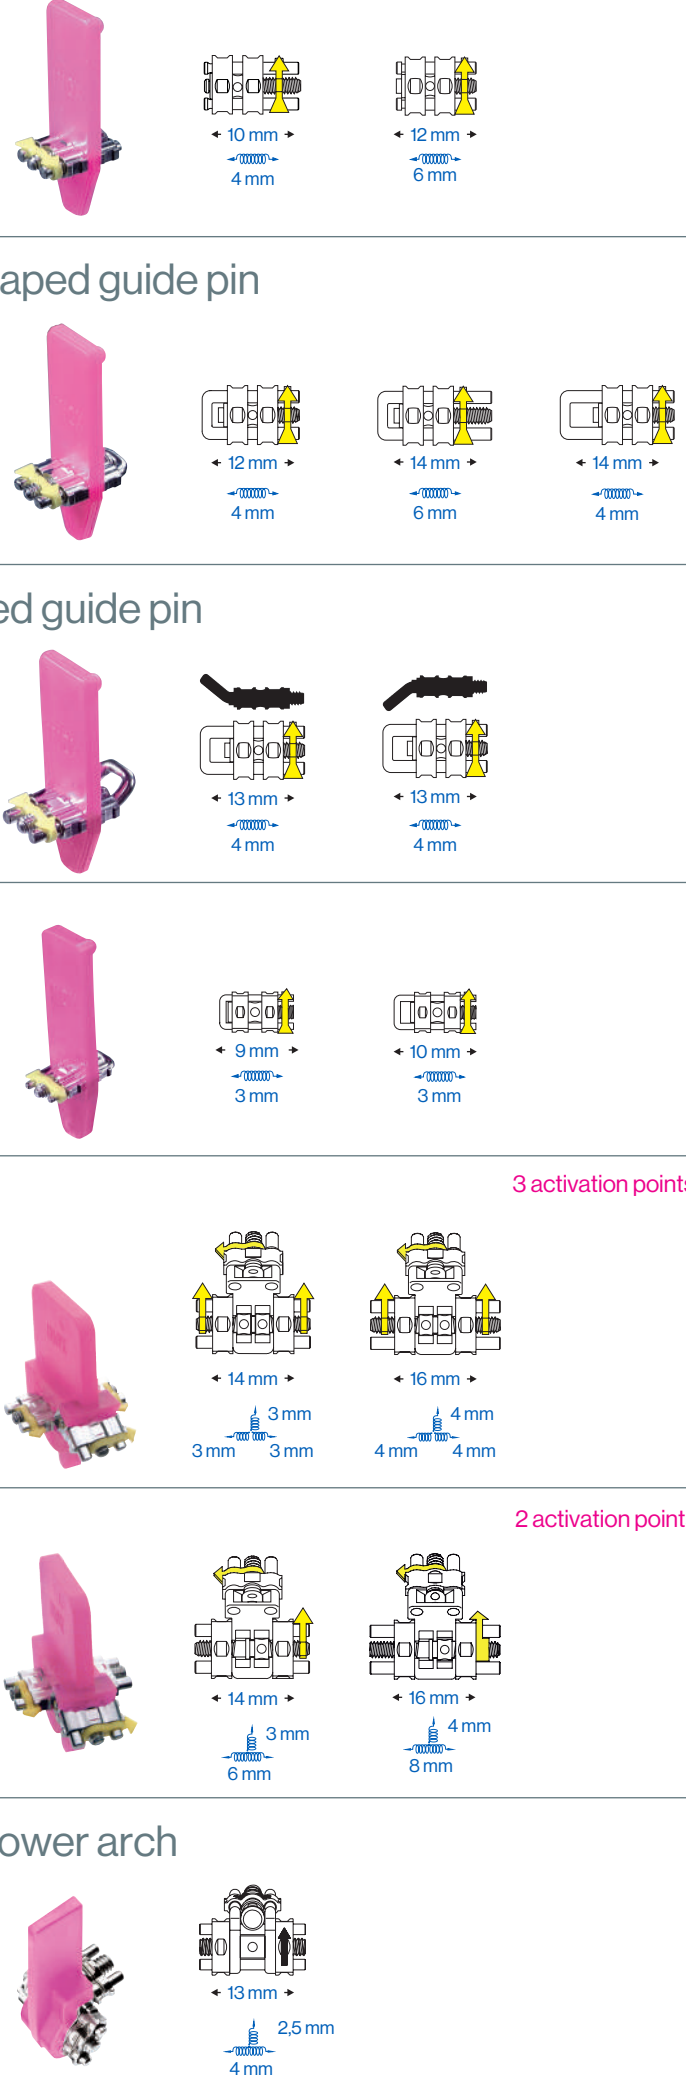 10 mm 12 mm
4 mm 6 mm
aped guide pin
12 mm 14 mm 14 mm
4 mm 6 mm 4 mm
ed guide pin
13 mm 13 mm
4 mm 4 mm
9 mm 10 mm
3 mm 3 mm
3 activation points
14 mm 16 mm
3 mm 4 mm
3 mm 3 mm 4 mm 4 mm
2 activation point
14 mm 16 mm
3 mm 4 mm
6 mm 8 mm
ower arch
13 mm
2,5 mm
4 mm